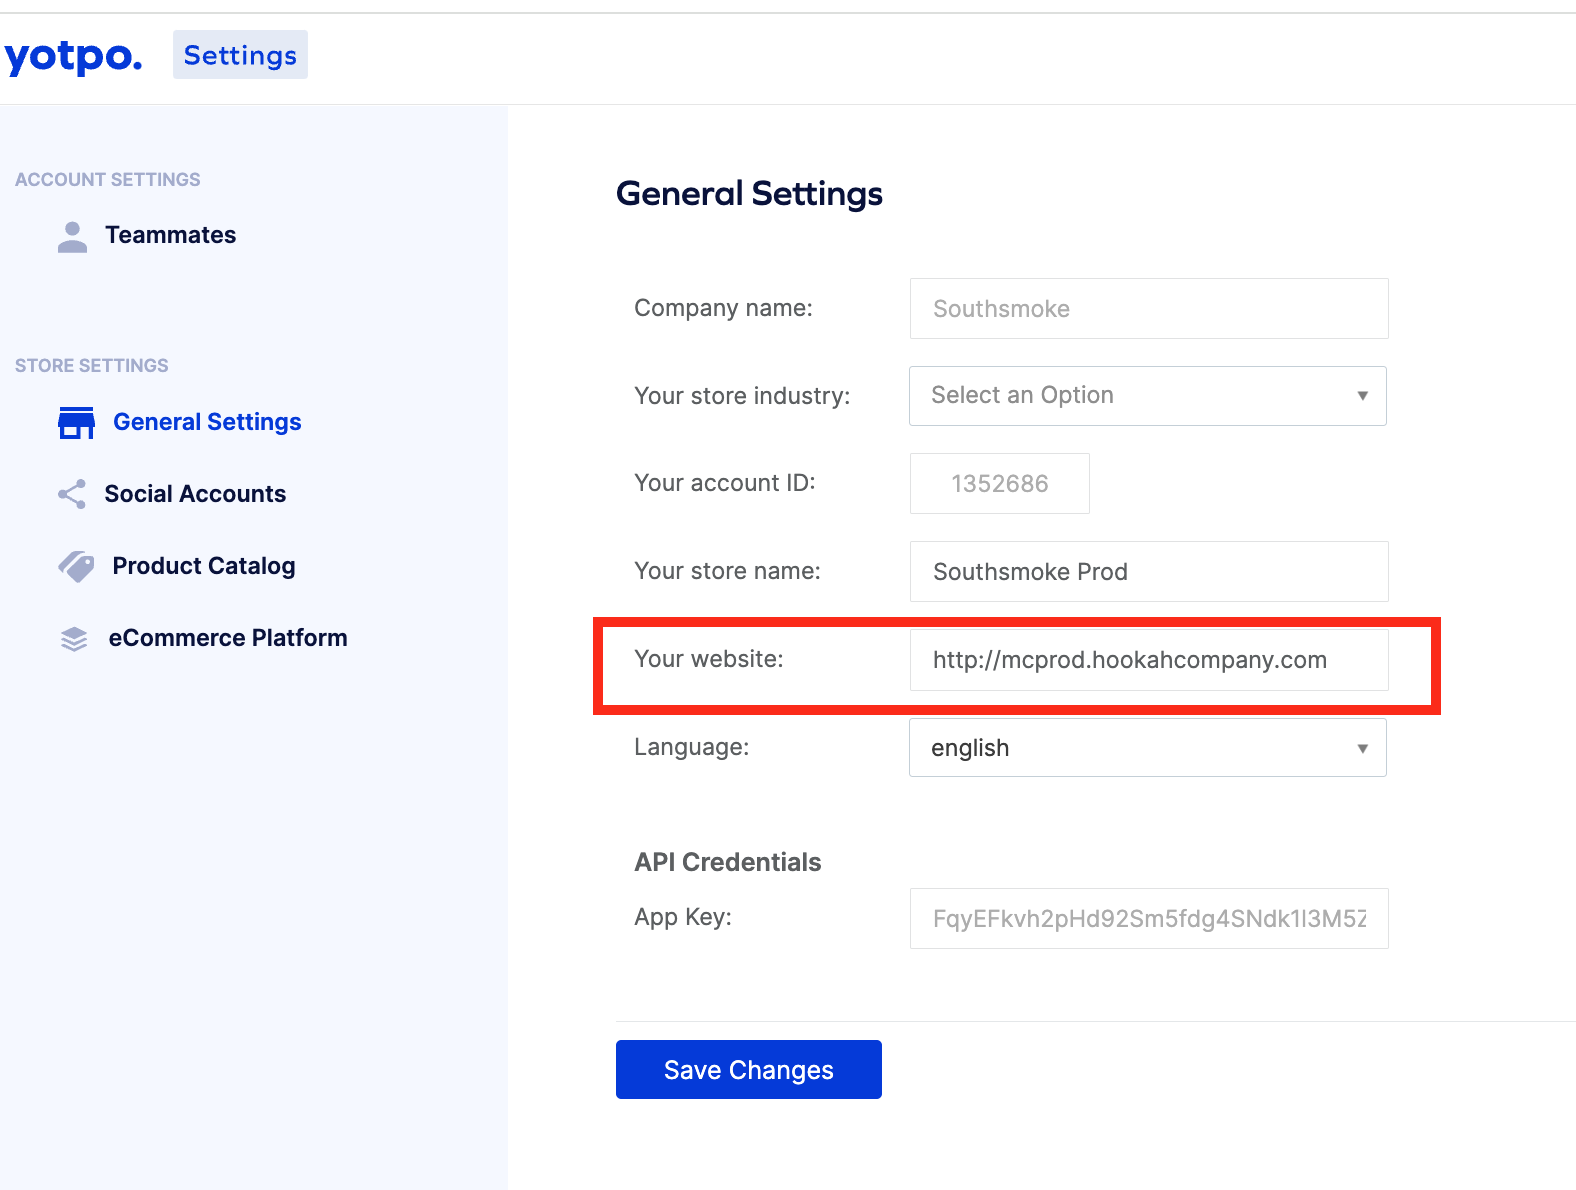 yotpo. Settings
ACCOUNT SETTINGS
Teammates
STORE SETTINGS
General Settings
Social Accounts
Product Catalog
eCommerce Platform
General Settings
Company name: Southsmoke
Your store industry: Select an Option
Your account ID: 1352686
Your store name: Southsmoke Prod
Your website: http://mcprod.hookahcompany.com
Language: english
API Credentials
App Key:
Save Changes